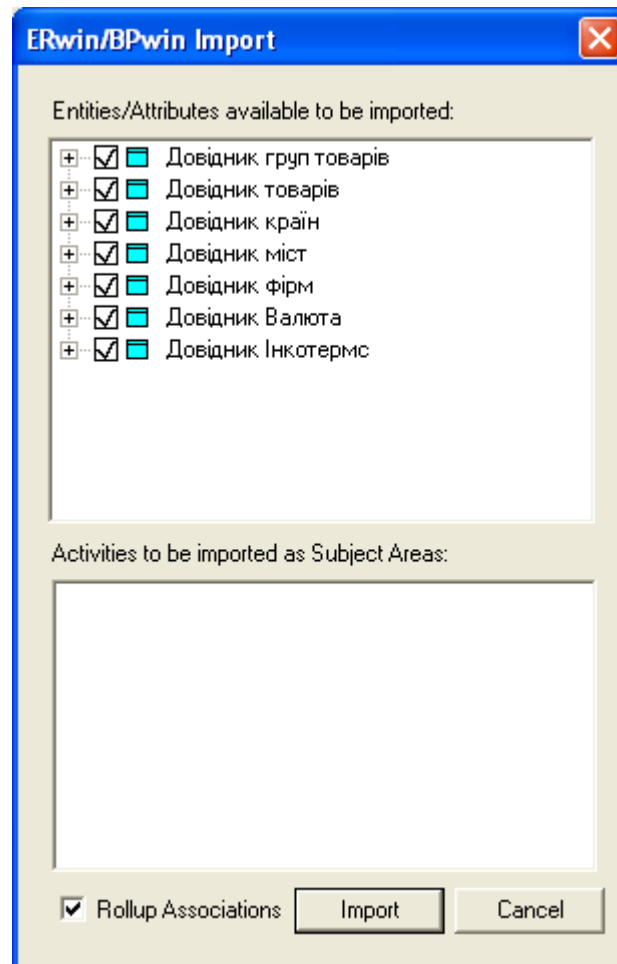 ERwin/BPwin Import
Entities/Attributes available to be imported:
Довідник груп товарів
Довідник товарів
Довідник країн
Довідник міст
Довідник фірм
Довідник Валюта
Довідник Інкотермс
Activities to be imported as Subject Areas:
Rollup Associations Import Cancel